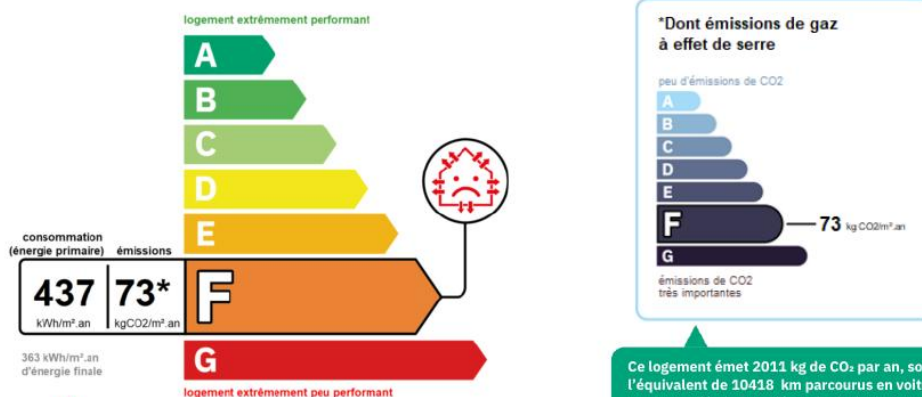 logement extrêmement performant
A
B
C
D
E
consommation
(énergie primaire) émissions
437 73* F
kWh/m².an kgCO2/m².an
363 kWh/m².an
d'énergie finale
G
logement extrêmement peu performant
*Dont émissions de gaz
à effet de serre
peu d'émissions de CO2
A
B
C
D
E
F 73 kg CO2/m².an
G
émissions de CO2
très importantes
Ce logement émet 2011 kg de CO₂ par an, so
l'équivalent de 10418 km parcourus en voit